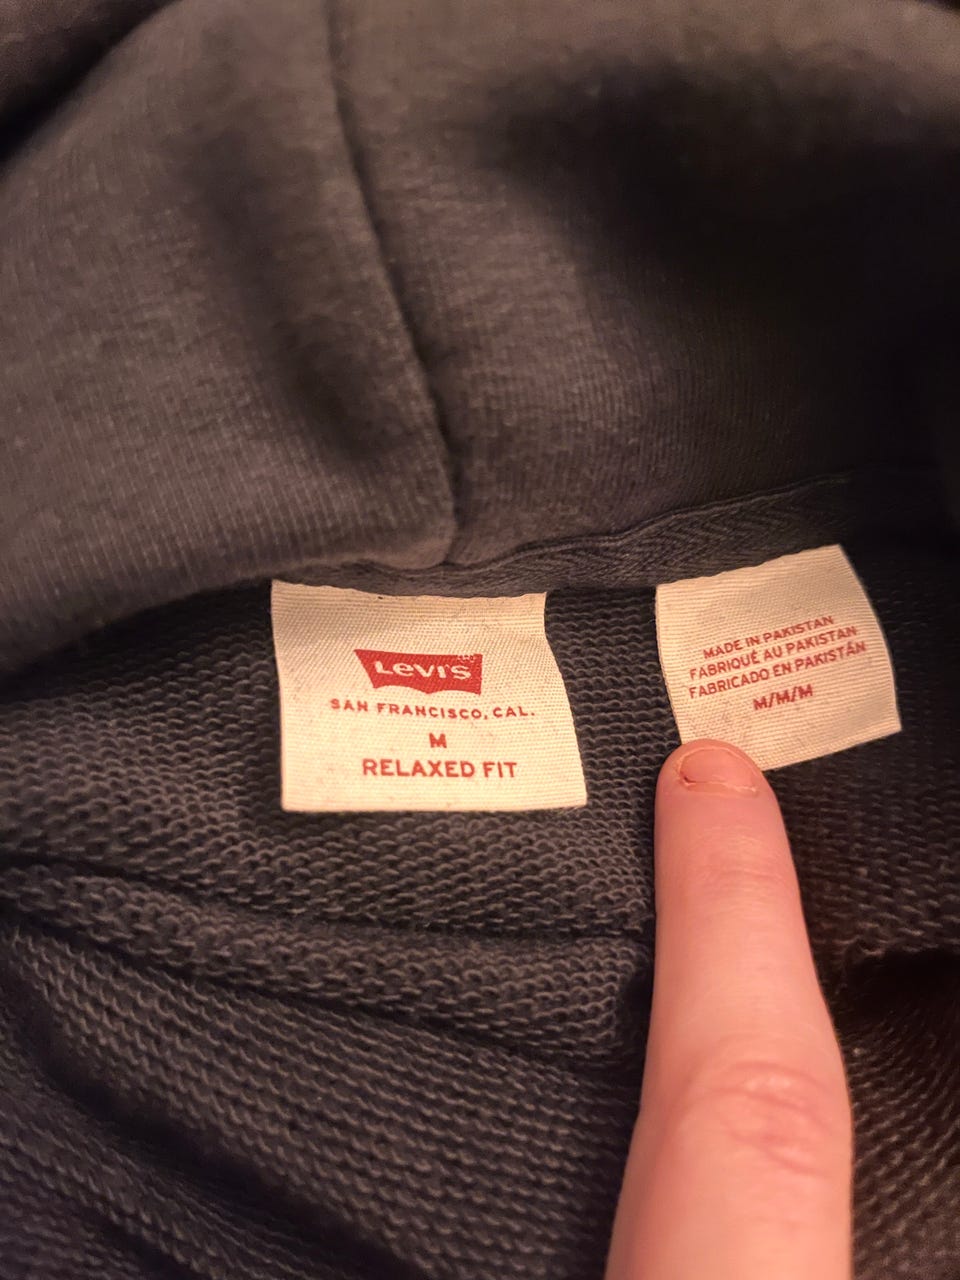 Levi's
SAN FRANCISCO, CAL.
M
RELAXED FIT
MADE IN PAKISTAN
FABRIQUÉ AU PAKISTAN
FABRICADO EN PAKISTÁN
M/M/M